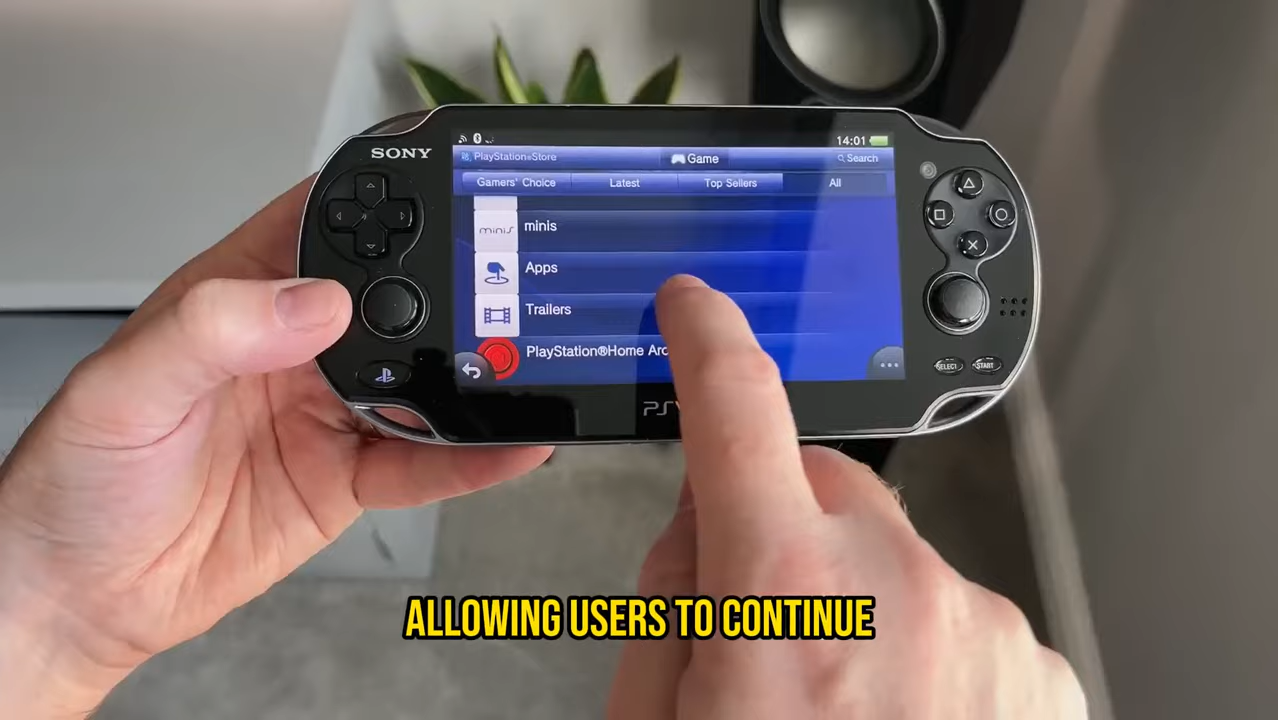 SONY
14:01
PlayStation®Store
Game
Search
Gamers' Choice
Latest
Top Sellers
All
minis
minis
Apps
Trailers
PlayStation®Home Arc
SELECT
START
PS
ALLOWING USERS TO CONTINUE